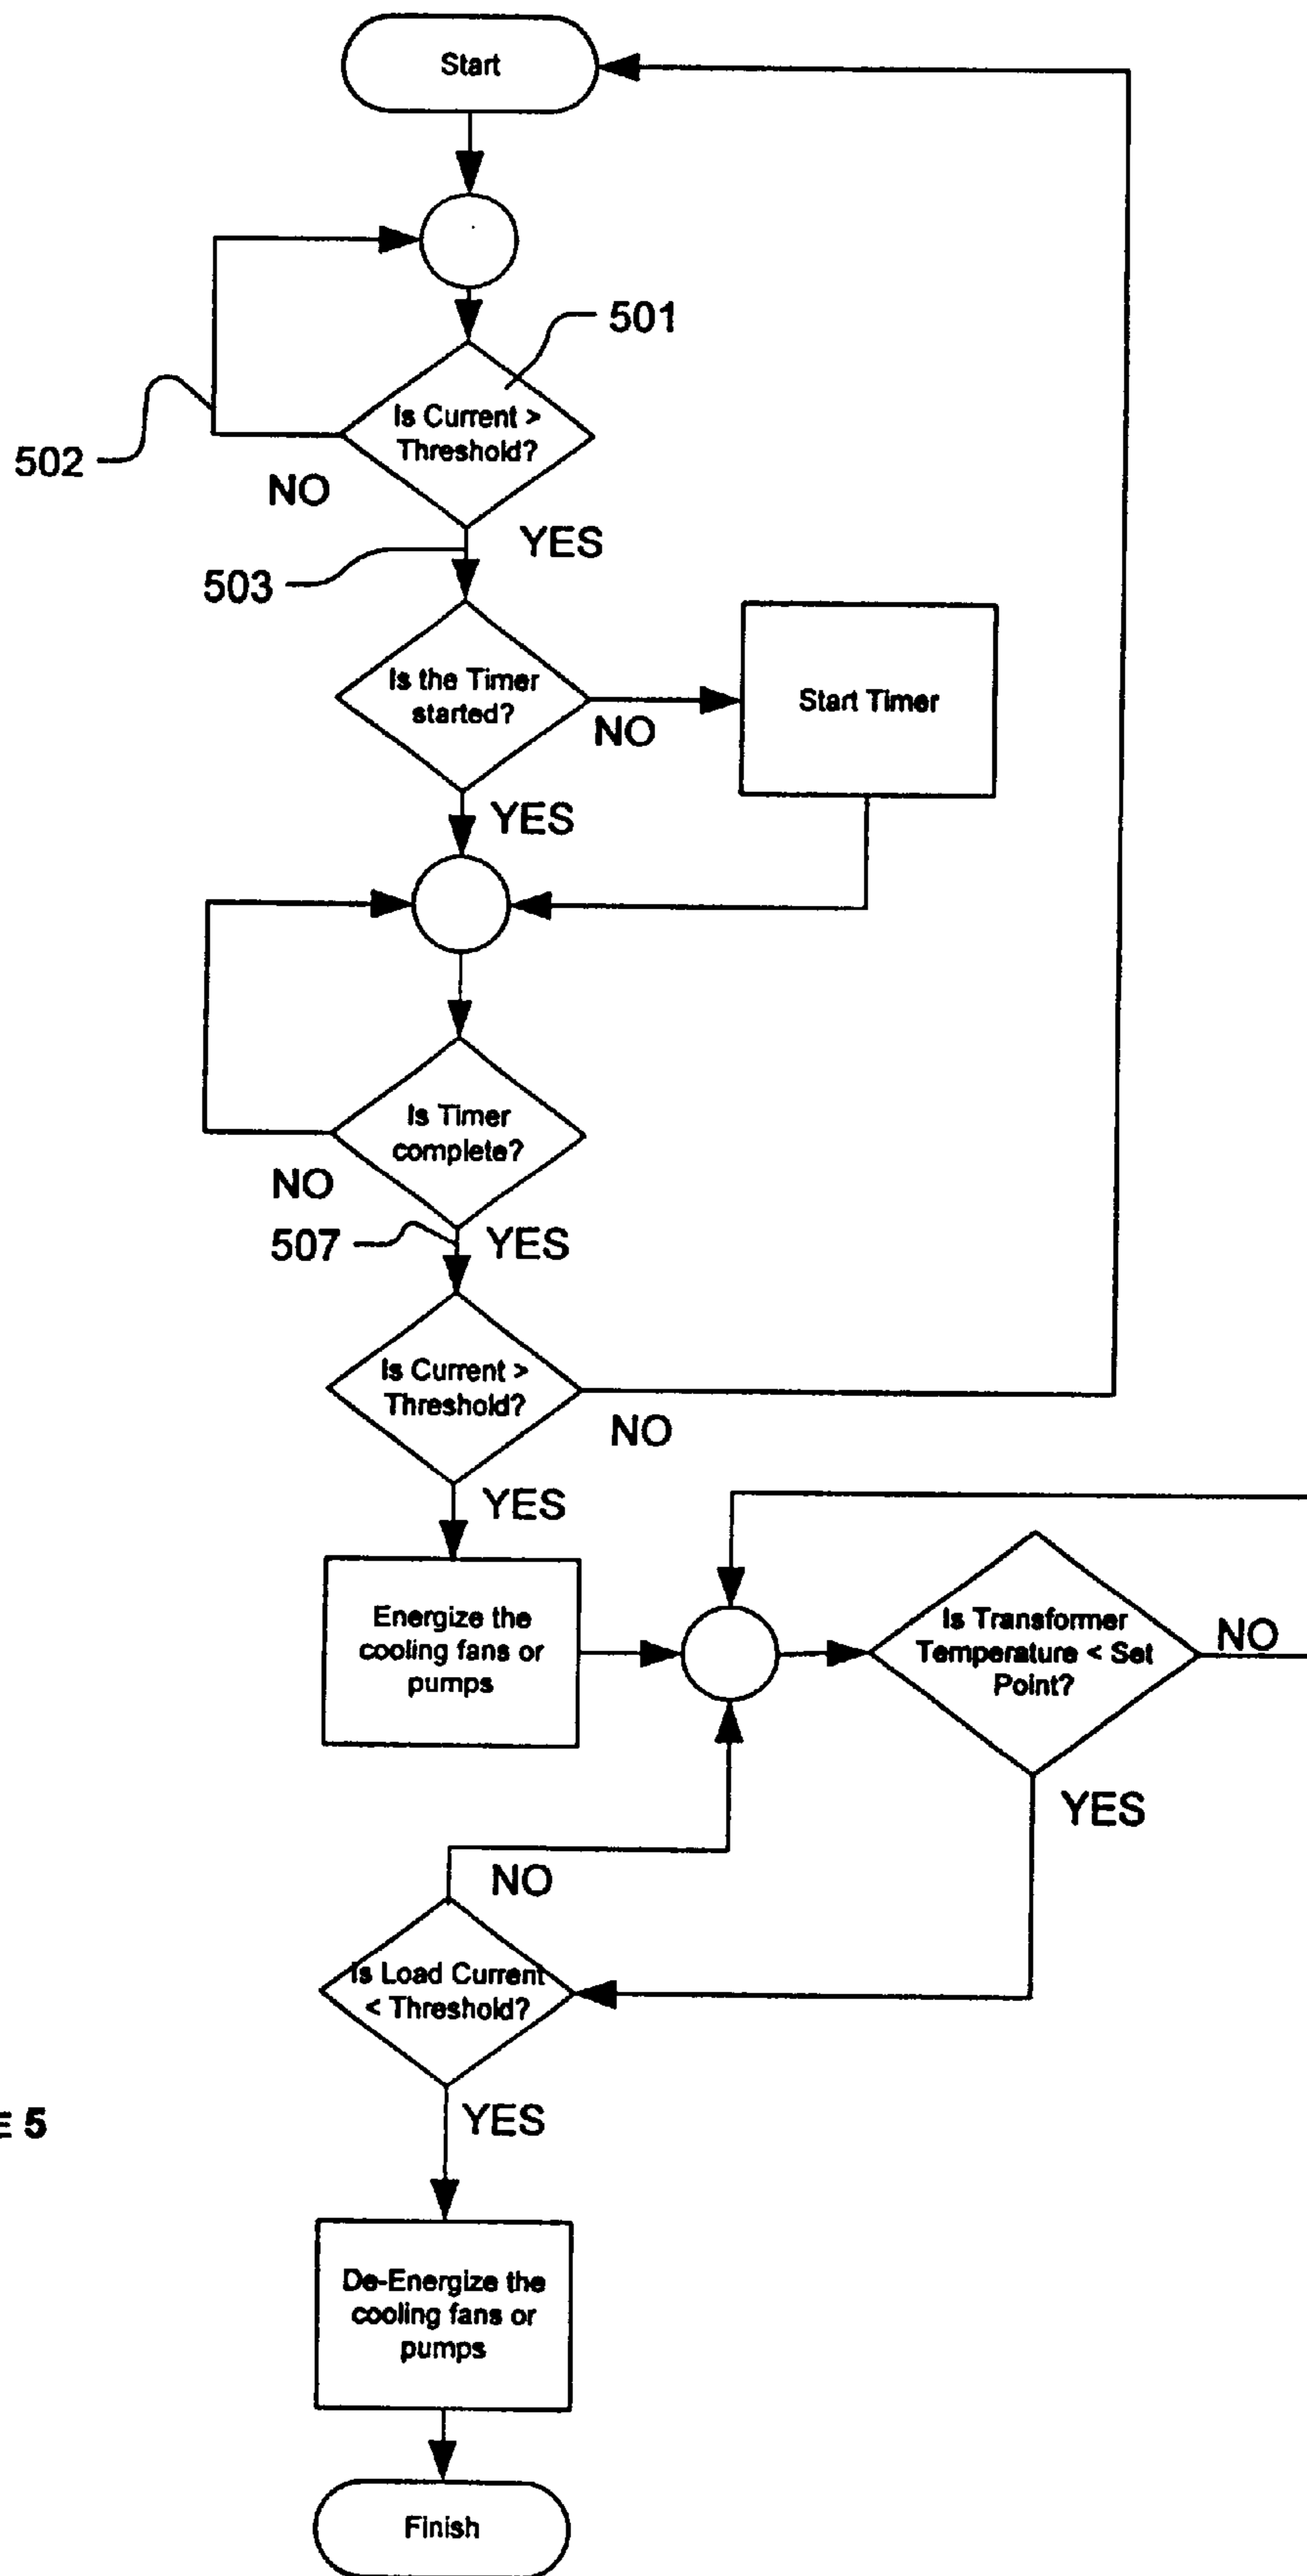 Start
501
Is Current >
Threshold?
502
NO
YES
503
Is the Timer
started?
NO
Start Timer
YES
Is Timer
complete?
NO
507
YES
Is Current >
Threshold?
NO
YES
Energize the
cooling fans or
pumps
Is Transformer
Temperature < Set
Point?
NO
YES
NO
Is Load Current
< Threshold?
YES
E 5
De-Energize the
cooling fans or
pumps
Finish